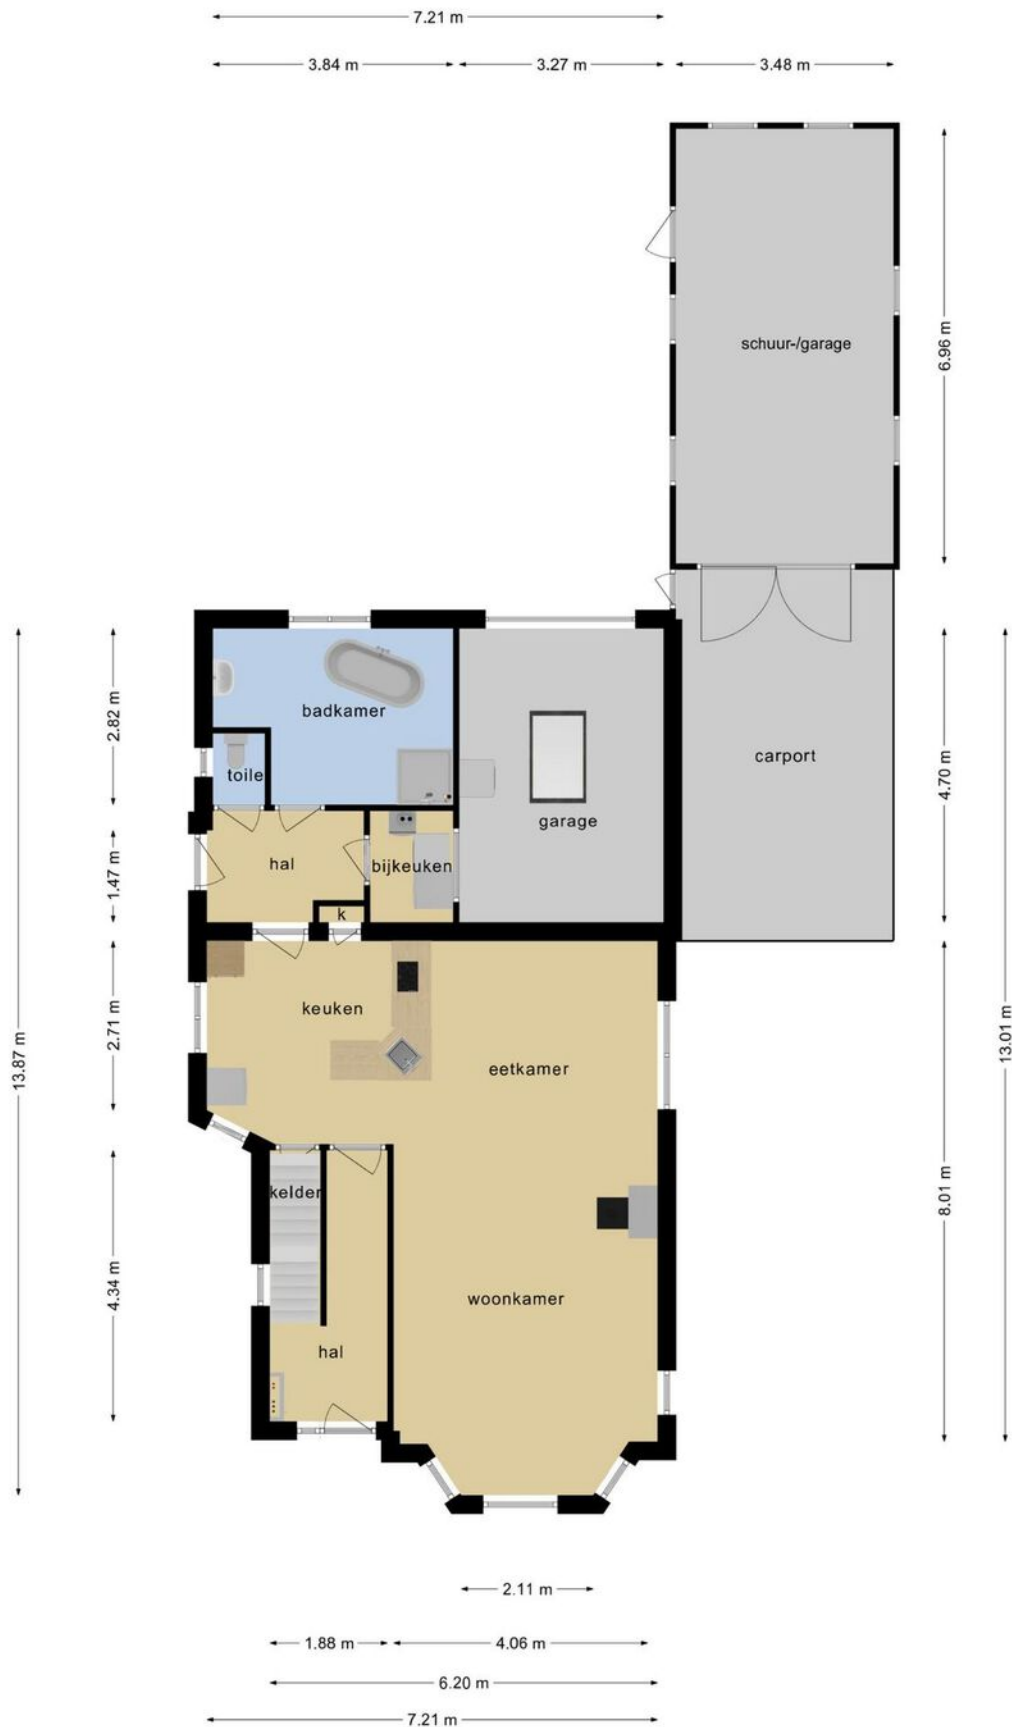 7.21 m
3.84 m
3.27 m
3.48 m
6.96 m
schuur-/garage
2.82 m
badkamer
toile
carport
4.70 m
garage
hal
bijkeuken
1.47 m
k
keuken
2.71 m
eetkamer
13.87 m
13.01 m
kelder
8.01 m
4.34 m
woonkamer
hal
2.11 m
1.88 m
4.06 m
6.20 m
7.21 m